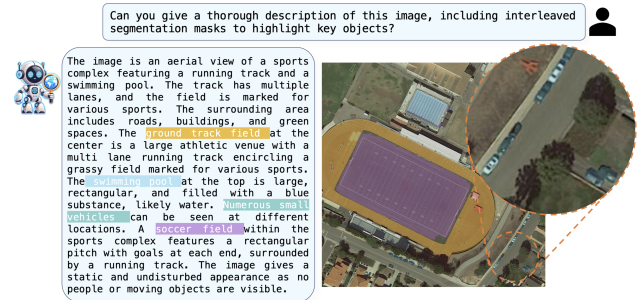 Can you give a thorough description of this image, including interleaved
segmentation masks to highlight key objects?
The image is an aerial view of a sports
complex featuring a running track and a
swimming pool. The track has multiple
lanes, and the field is marked for
various sports. The surrounding area
includes roads, buildings, and green
spaces. The ground track field at the
center is a large athletic venue with a
multi lane running track encircling a
grassy field marked for various sports.
The swimming pool at the top is large,
rectangular, and filled with a blue
substance, likely water. Numerous small
vehicles can be seen at different
locations. A soccer field within the
sports complex features a rectangular
pitch with goals at each end, surrounded
by a running track. The image gives a
static and undisturbed appearance as no
people or moving objects are visible.